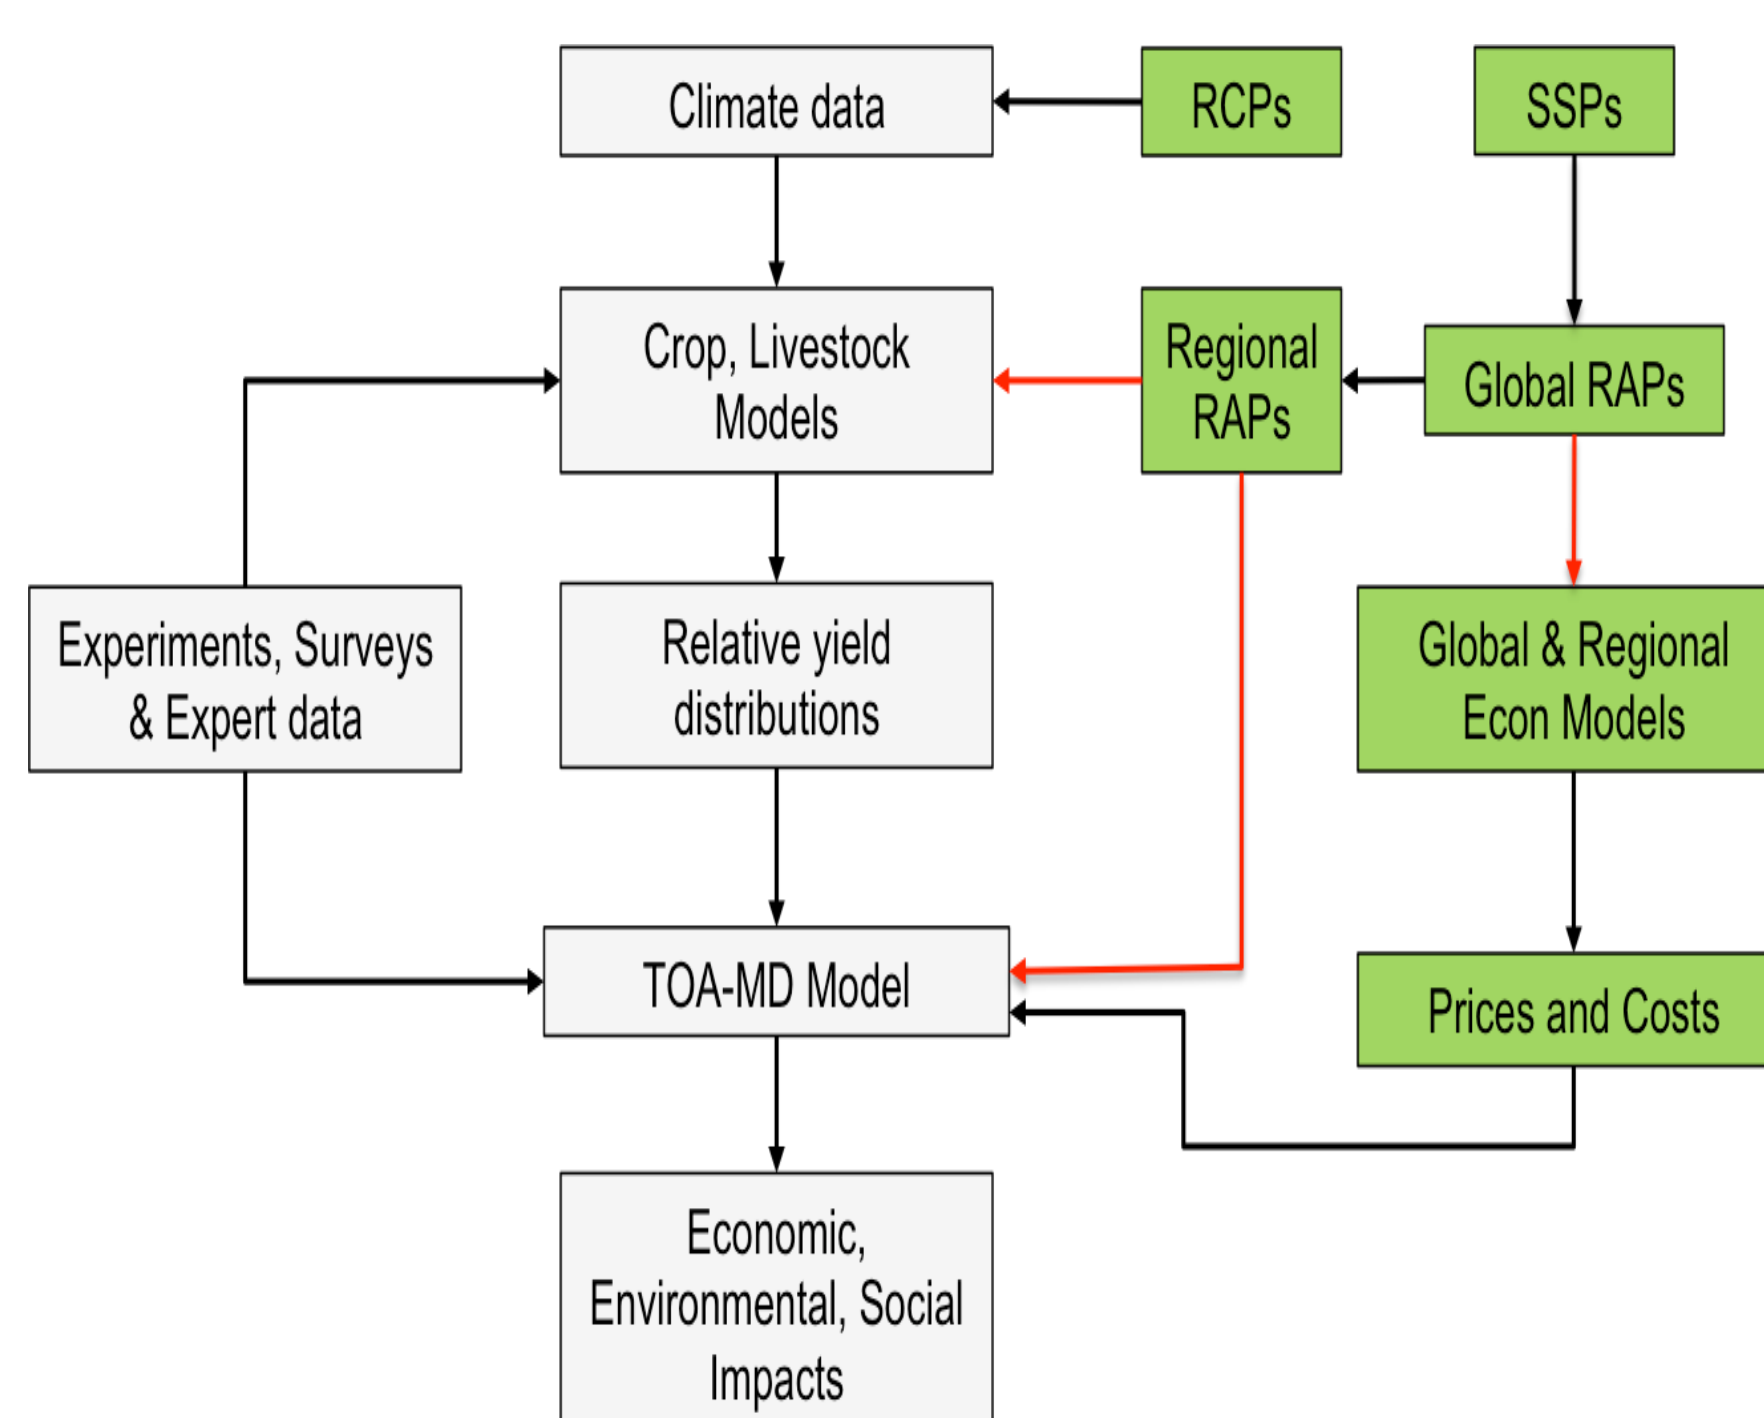 Climate data
RCPs
SSPs
Crop, Livestock
Models
Regional
RAPs
Global RAPs
Experiments, Surveys
& Expert data
Relative yield
distributions
Global & Regional
Econ Models
TOA-MD Model
Prices and Costs
Economic,
Environmental, Social
Impacts